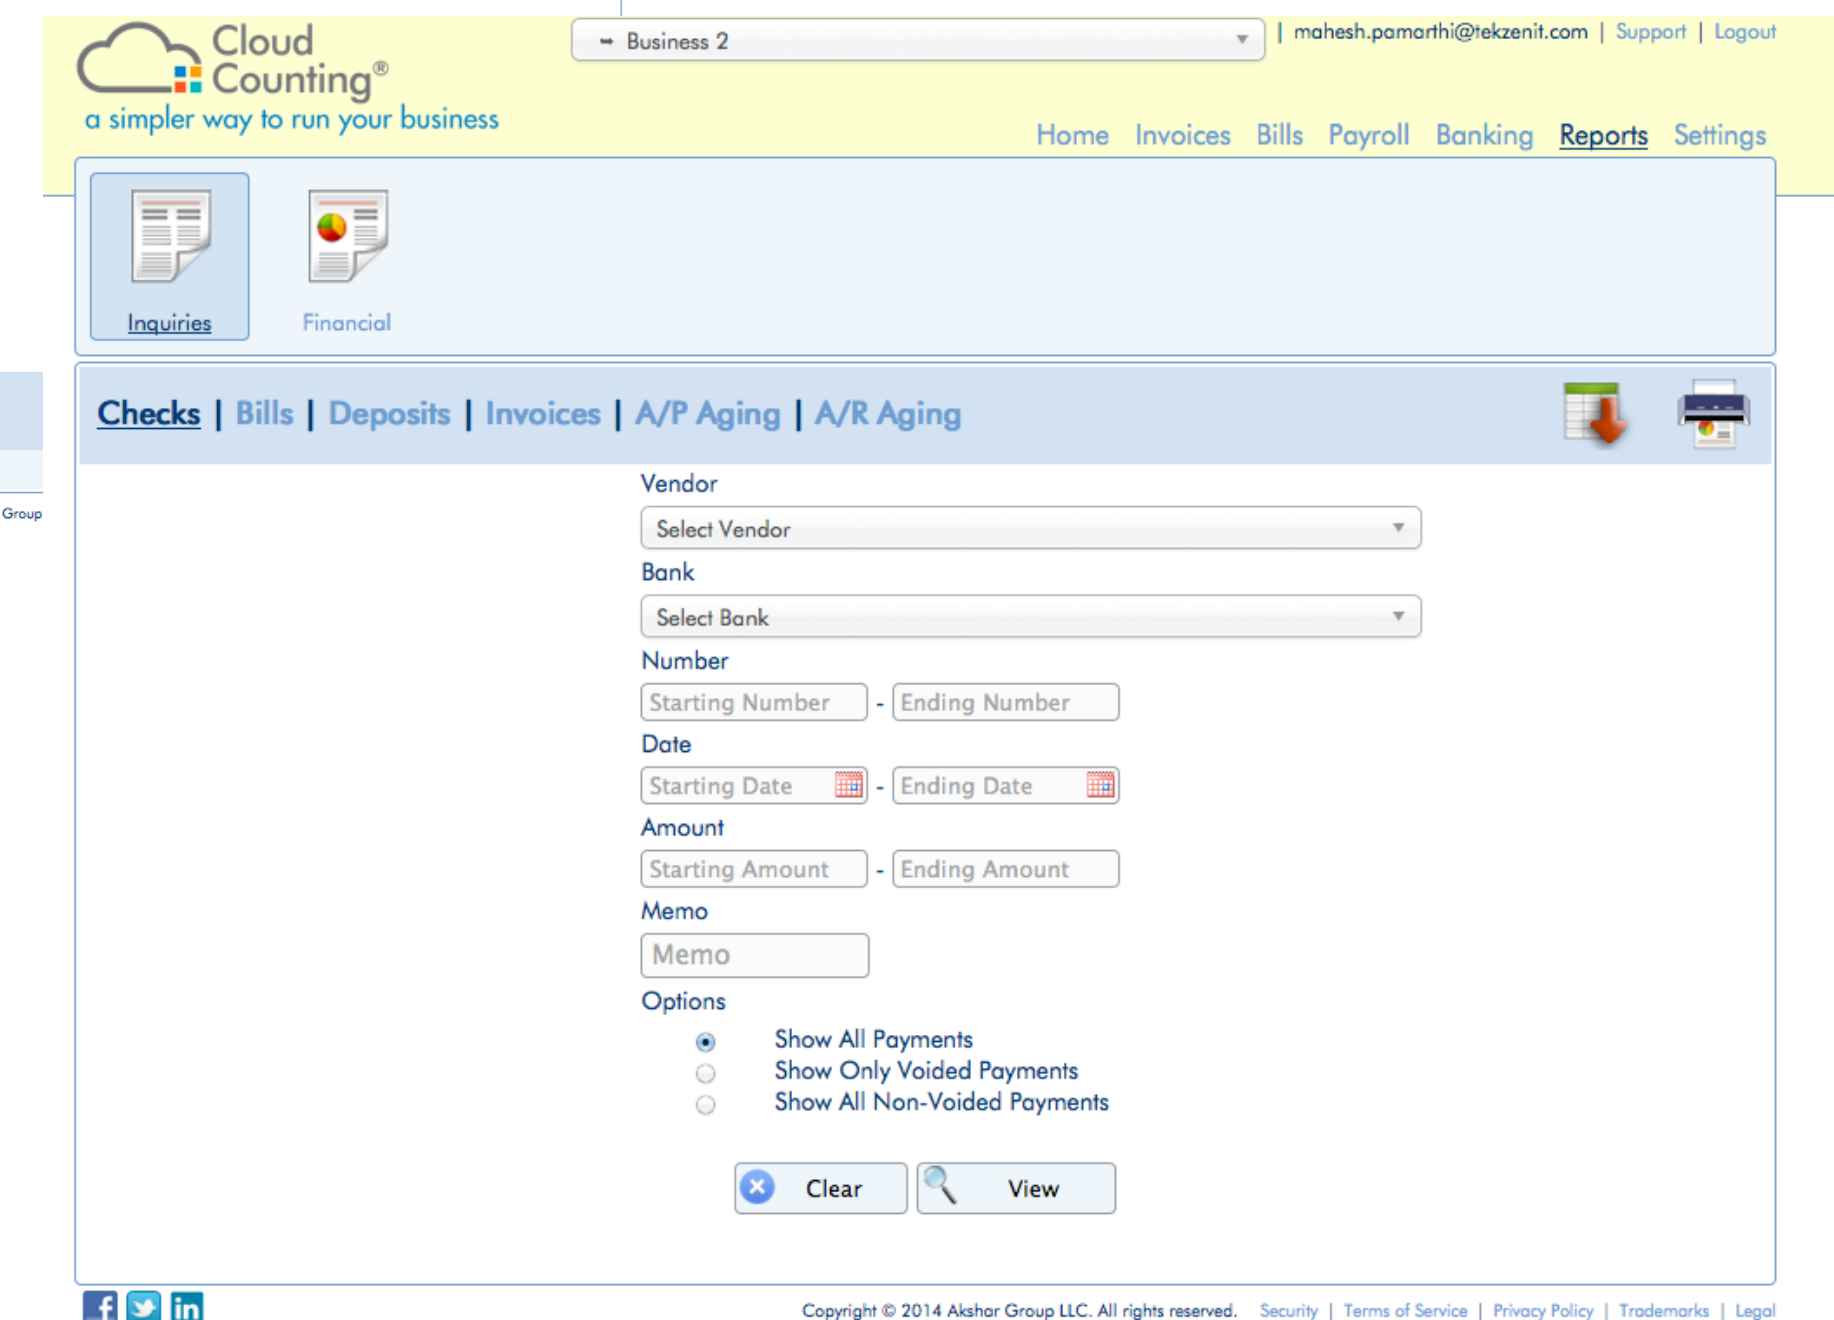 Cloud
Counting®
a simpler way to run your business
➥ Business 2
| mahesh.pamarthi@tekzenit.com | Support | Logout
Home Invoices Bills Payroll Banking Reports Settings
Inquiries Financial
Checks | Bills | Deposits | Invoices | A/P Aging | A/R Aging
Group
Vendor
Select Vendor
Bank
Select Bank
Number
Starting Number - Ending Number
Date
Starting Date - Ending Date
Amount
Starting Amount - Ending Amount
Memo
Memo
Options
Show All Payments
Show Only Voided Payments
Show All Non-Voided Payments
Clear View
f in Copyright © 2014 Akshar Group LLC. All rights reserved. Security | Terms of Service | Privacy Policy | Trademarks | Legal